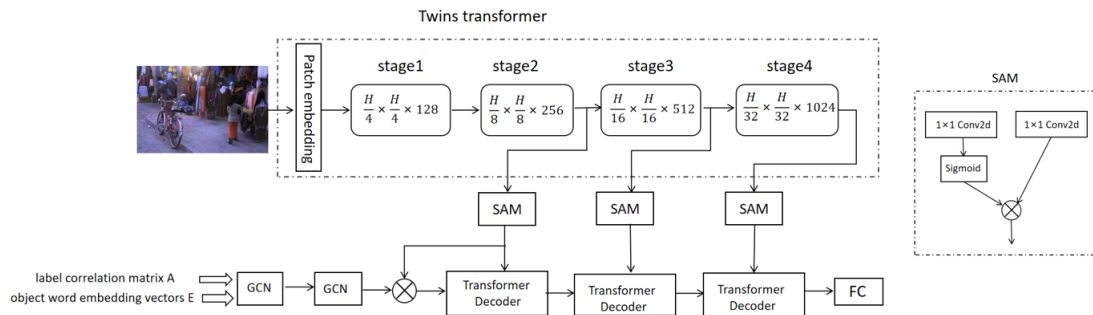 Twins transformer
Patch embedding
stage1
stage2
stage3
stage4
H/4 × H/4 × 128
H/8 × H/8 × 256
H/16 × H/16 × 512
H/32 × H/32 × 1024
SAM
1×1 Conv2d
1×1 Conv2d
Sigmoid
SAM
SAM
SAM
label correlation matrix A
object word embedding vectors E
GCN
GCN
Transformer
Decoder
Transformer
Decoder
Transformer
Decoder
FC